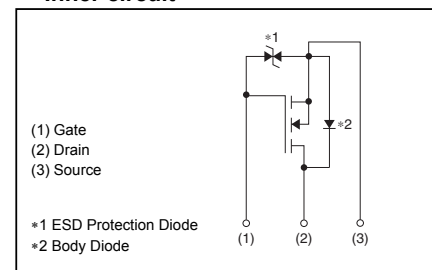 Inner circuit
∗1
∗2
(1) Gate
(2) Drain
(3) Source
∗1 ESD Protection Diode
∗2 Body Diode
(1) (2) (3)